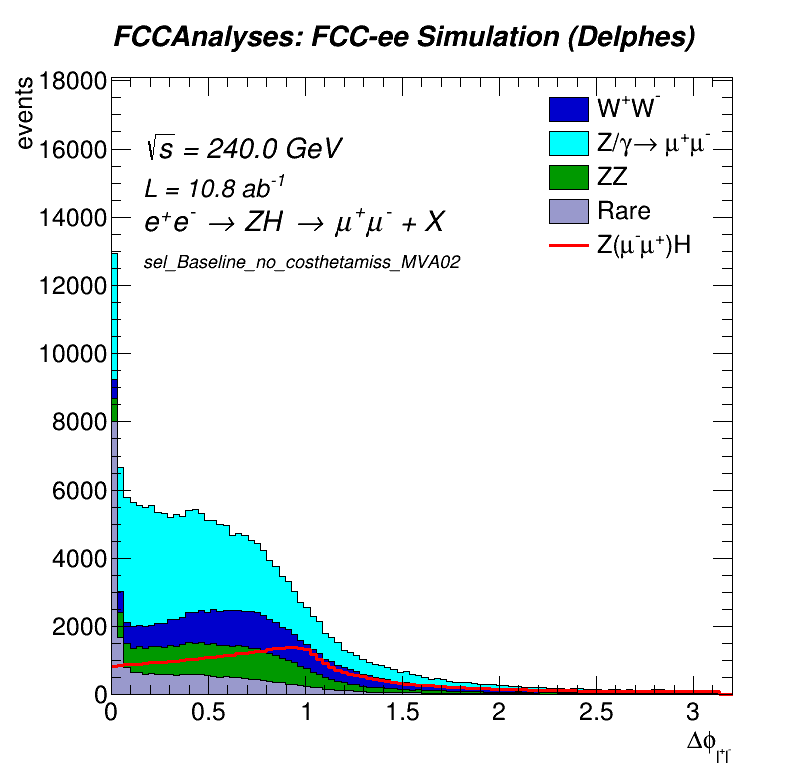 FCCAnalyses: FCC-ee Simulation (Delphes)
events
18000
16000
14000
12000
10000
8000
6000
4000
2000
0
√s = 240.0 GeV
L = 10.8 ab⁻¹
e⁺e⁻ → ZH → μ⁺μ⁻ + X
sel_Baseline_no_costhetamiss_MVA02
W⁺W⁻
Z/γ→ μ⁺μ⁻
ZZ
Rare
Z(μ⁻μ⁺)H
0 0.5 1 1.5 2 2.5 3
Δϕ_l⁺l⁻